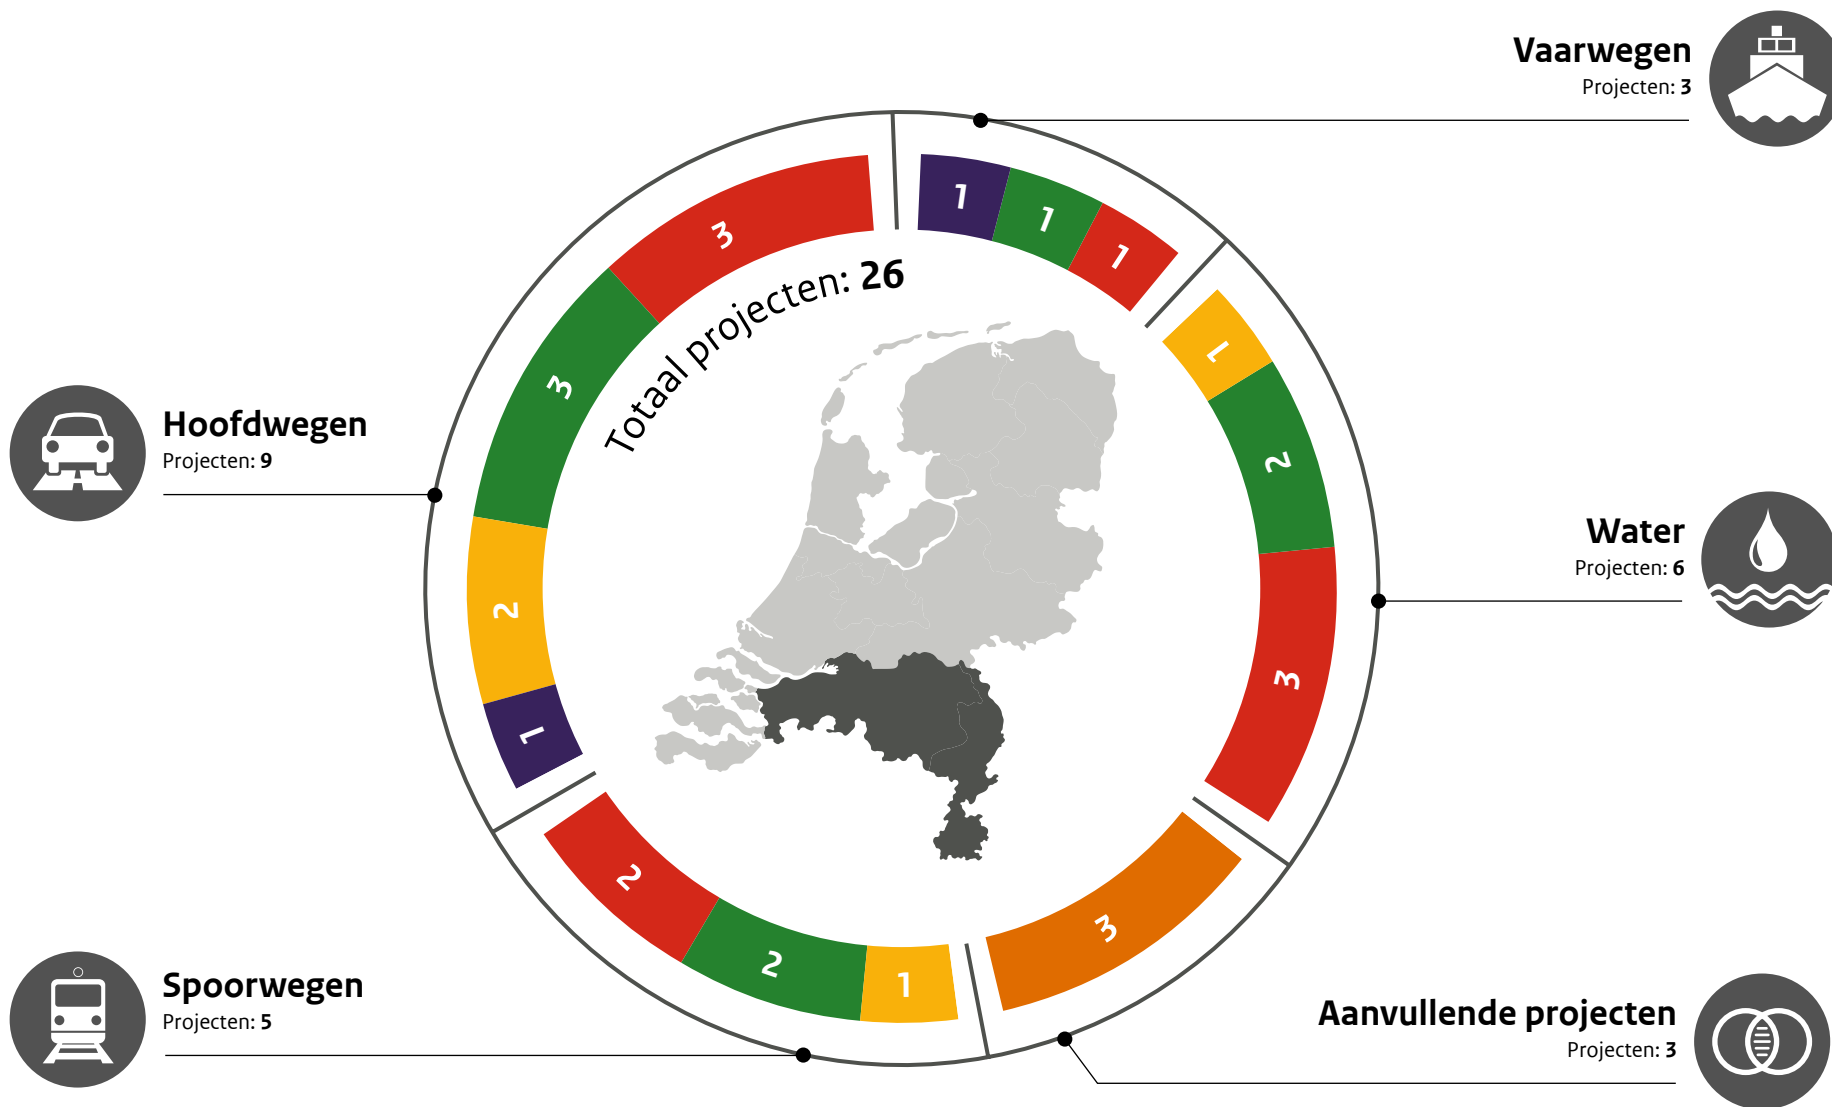 Vaarwegen
Projecten: 3
1
1
1
3
Totaal projecten: 26
1
3
2
Hoofdwegen
Projecten: 9
Water
Projecten: 6
2
3
1
2
3
2
1
Spoorwegen
Projecten: 5
Aanvullende projecten
Projecten: 3